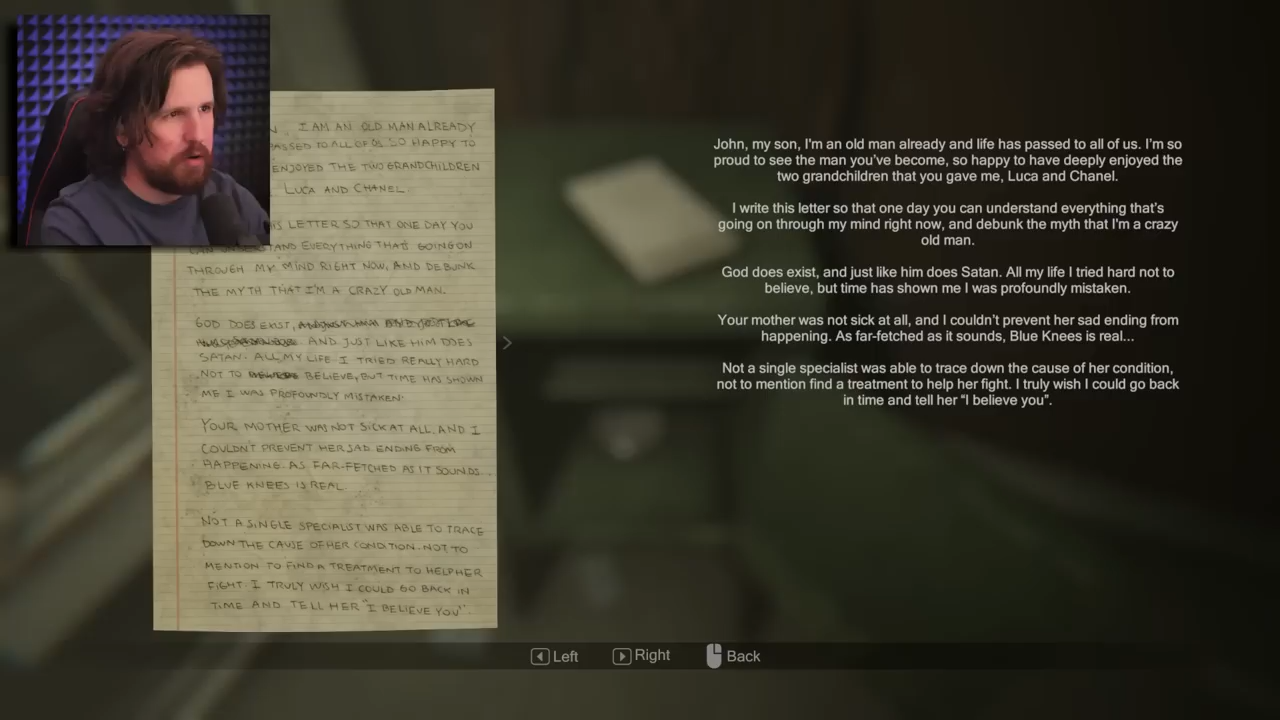 I AM AN OLD MAN ALREADY
PASSED TO ALL OF US. SO HAPPY TO
ENJOYED THE TWO GRANDCHILDREN
LUCA AND CHANEL.
LETTER SO THAT ONE DAY YOU
CAN UNDERSTAND EVERYTHING THAT'S GOING ON
THROUGH MY MIND RIGHT NOW, AND DEBUNK
THE MYTH THAT I'M A CRAZY OLD MAN.
GOD DOES EXIST,
AND JUST LIKE HIM DOES
SATAN. ALL MY LIFE I TRIED REALLY HARD
NOT TO BELIEVE, BUT TIME HAS SHOWN
ME I WAS PROFOUNDLY MISTAKEN.
YOUR MOTHER WAS NOT SICK AT ALL, AND I
COULDN'T PREVENT HER SAD ENDING FROM
HAPPENING. AS FAR-FETCHED AS IT SOUNDS
BLUE KNEES IS REAL.
NOT A SINGLE SPECIALIST WAS ABLE TO TRACE
DOWN THE CAUSE OF HER CONDITION. NOT TO
MENTION TO FIND A TREATMENT TO HELP HER
FIGHT. I TRULY WISH I COULD GO BACK IN
TIME AND TELL HER "I BELIEVE YOU".
John, my son, I'm an old man already and life has passed to all of us. I'm so
proud to see the man you've become, so happy to have deeply enjoyed the
two grandchildren that you gave me, Luca and Chanel.
I write this letter so that one day you can understand everything that's
going on through my mind right now, and debunk the myth that I'm a crazy
old man.
God does exist, and just like him does Satan. All my life I tried hard not to
believe, but time has shown me I was profoundly mistaken.
Your mother was not sick at all, and I couldn't prevent her sad ending from
happening. As far-fetched as it sounds, Blue Knees is real...
Not a single specialist was able to trace down the cause of her condition,
not to mention find a treatment to help her fight. I truly wish I could go back
in time and tell her "I believe you".
Left Right Back